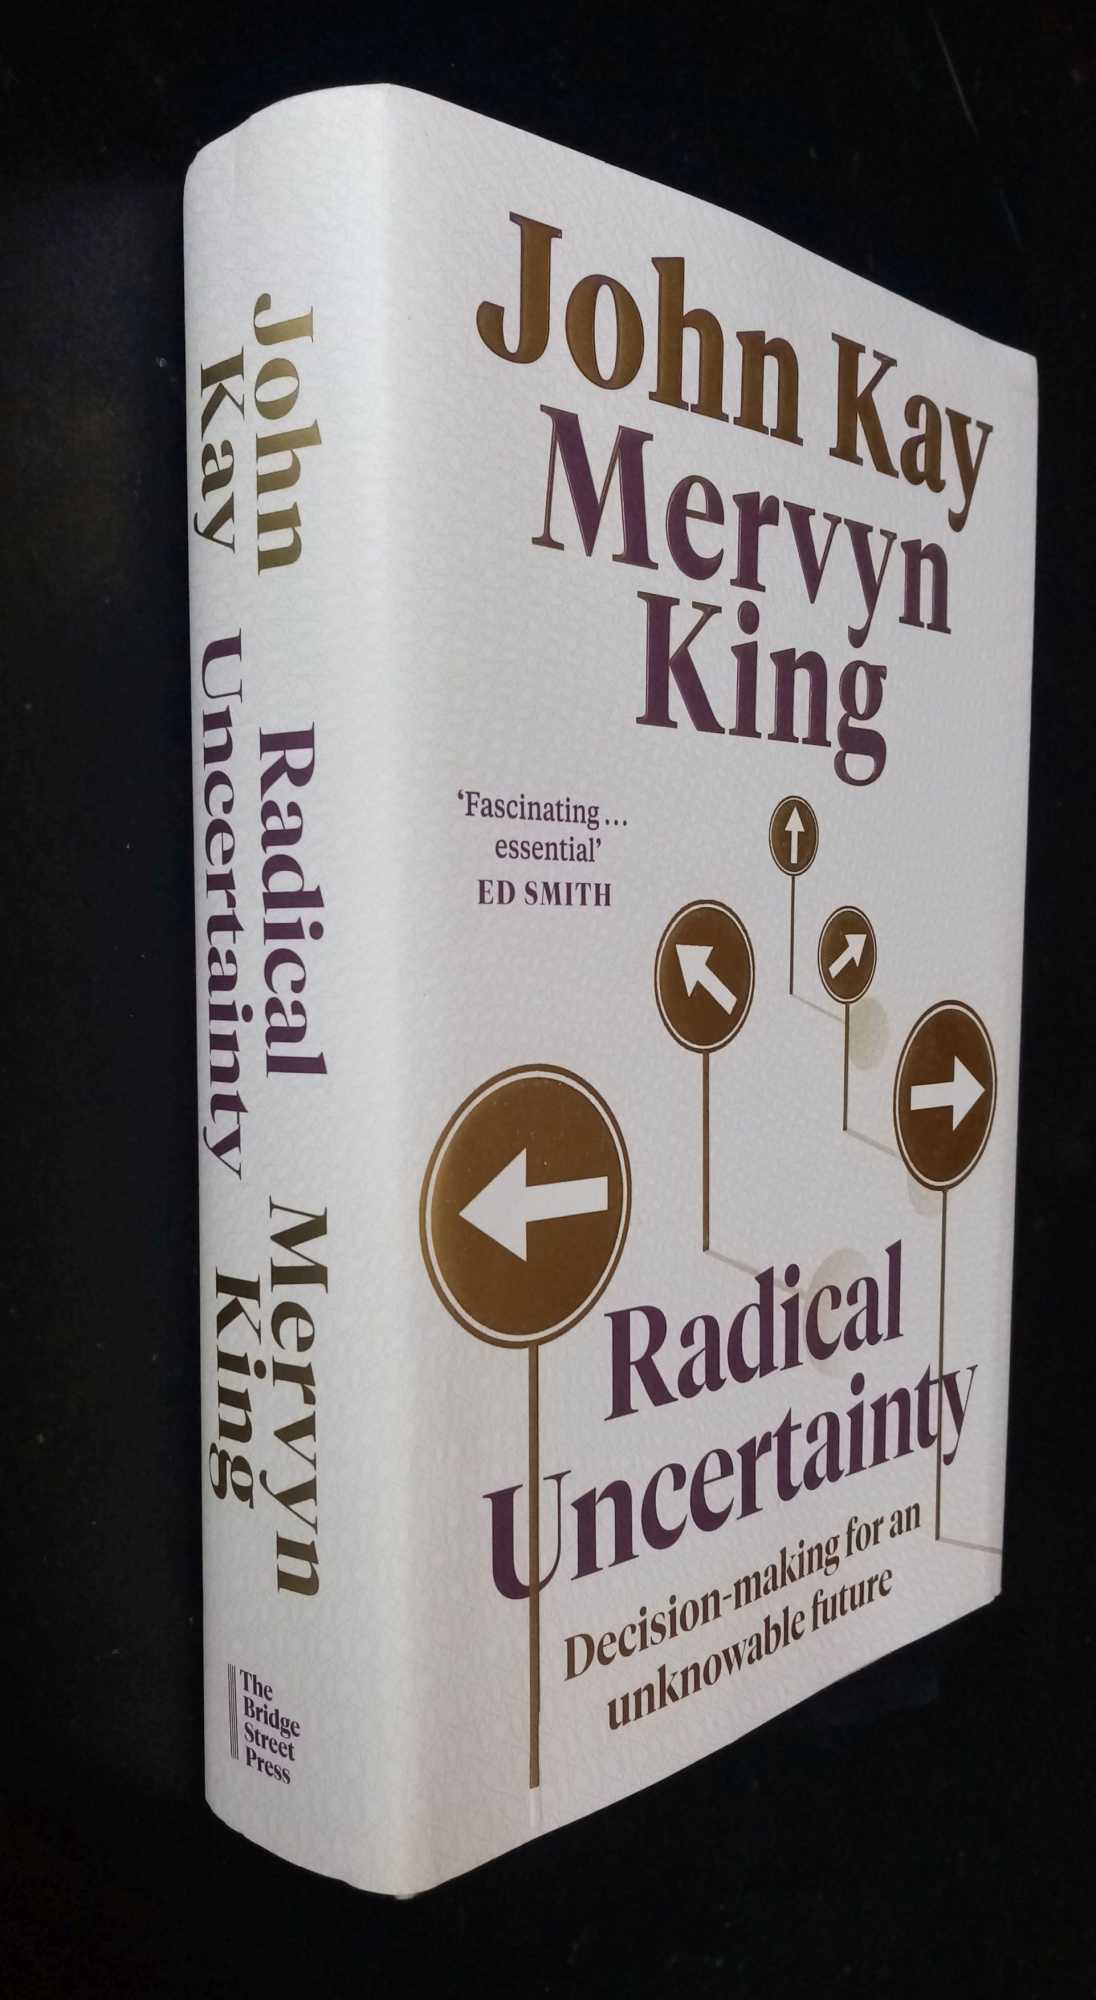 John
Kay
Radical
Uncertainty
Mervyn
King
The
Bridge
Street
Press
John Kay
Mervyn
King
‘Fascinating...
essential’
ED SMITH
Radical
Uncertainty
Decision-making for an
unknowable future